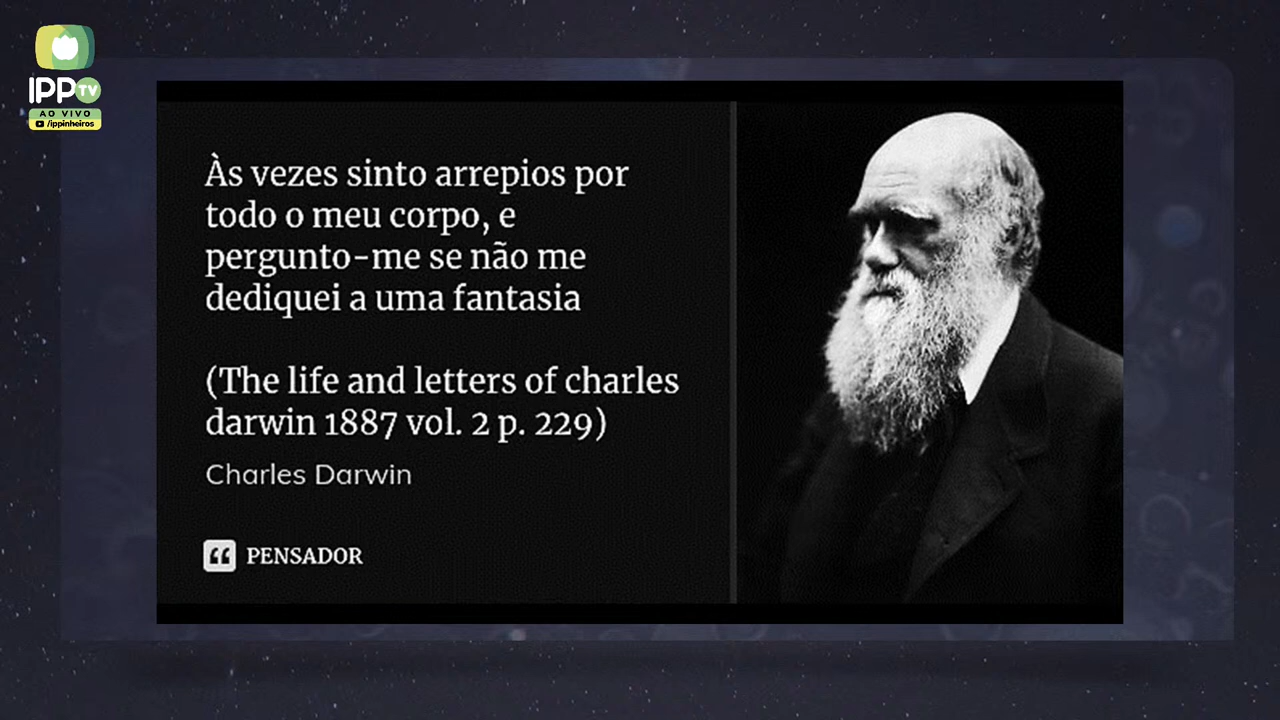 IPP TV
AO VIVO
/ippinheiros
Às vezes sinto arrepios por
todo o meu corpo, e
pergunto-me se não me
dediquei a uma fantasia
(The life and letters of charles
darwin 1887 vol. 2 p. 229)
Charles Darwin
PENSADOR